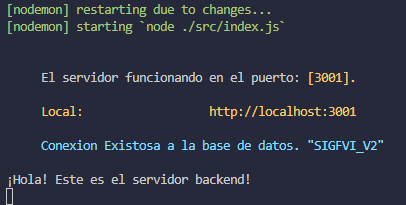 [nodemon] restarting due to changes...
[nodemon] starting `node ./src/index.js`
El servidor funcionando en el puerto: [3001].
Local: http://localhost:3001
Conexion Existosa a la base de datos. "SIGFVI_V2"
¡Hola! Este es el servidor backend!